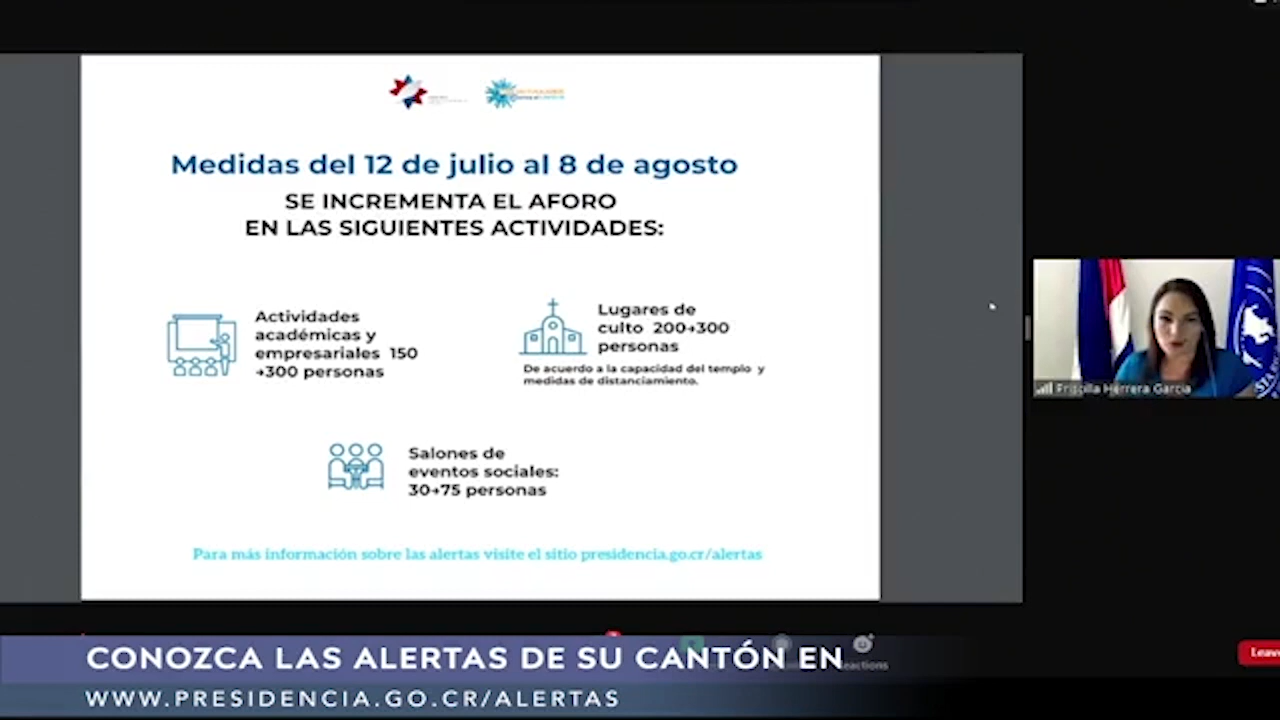 Medidas del 12 de julio al 8 de agosto
SE INCREMENTA EL AFORO
EN LAS SIGUIENTES ACTIVIDADES:
Actividades
académicas y
empresariales 150
→300 personas
Lugares de
culto 200→300
personas
De acuerdo a la capacidad del templo y
medidas de distanciamiento.
Salones de
eventos sociales:
30→75 personas
Para más información sobre las alertas visite el sitio presidencia.go.cr/alertas
Priscilla Herrera Garcia
CONOZCA LAS ALERTAS DE SU CANTÓN EN
WWW.PRESIDENCIA.GO.CR/ALERTAS
Reactions
Leave